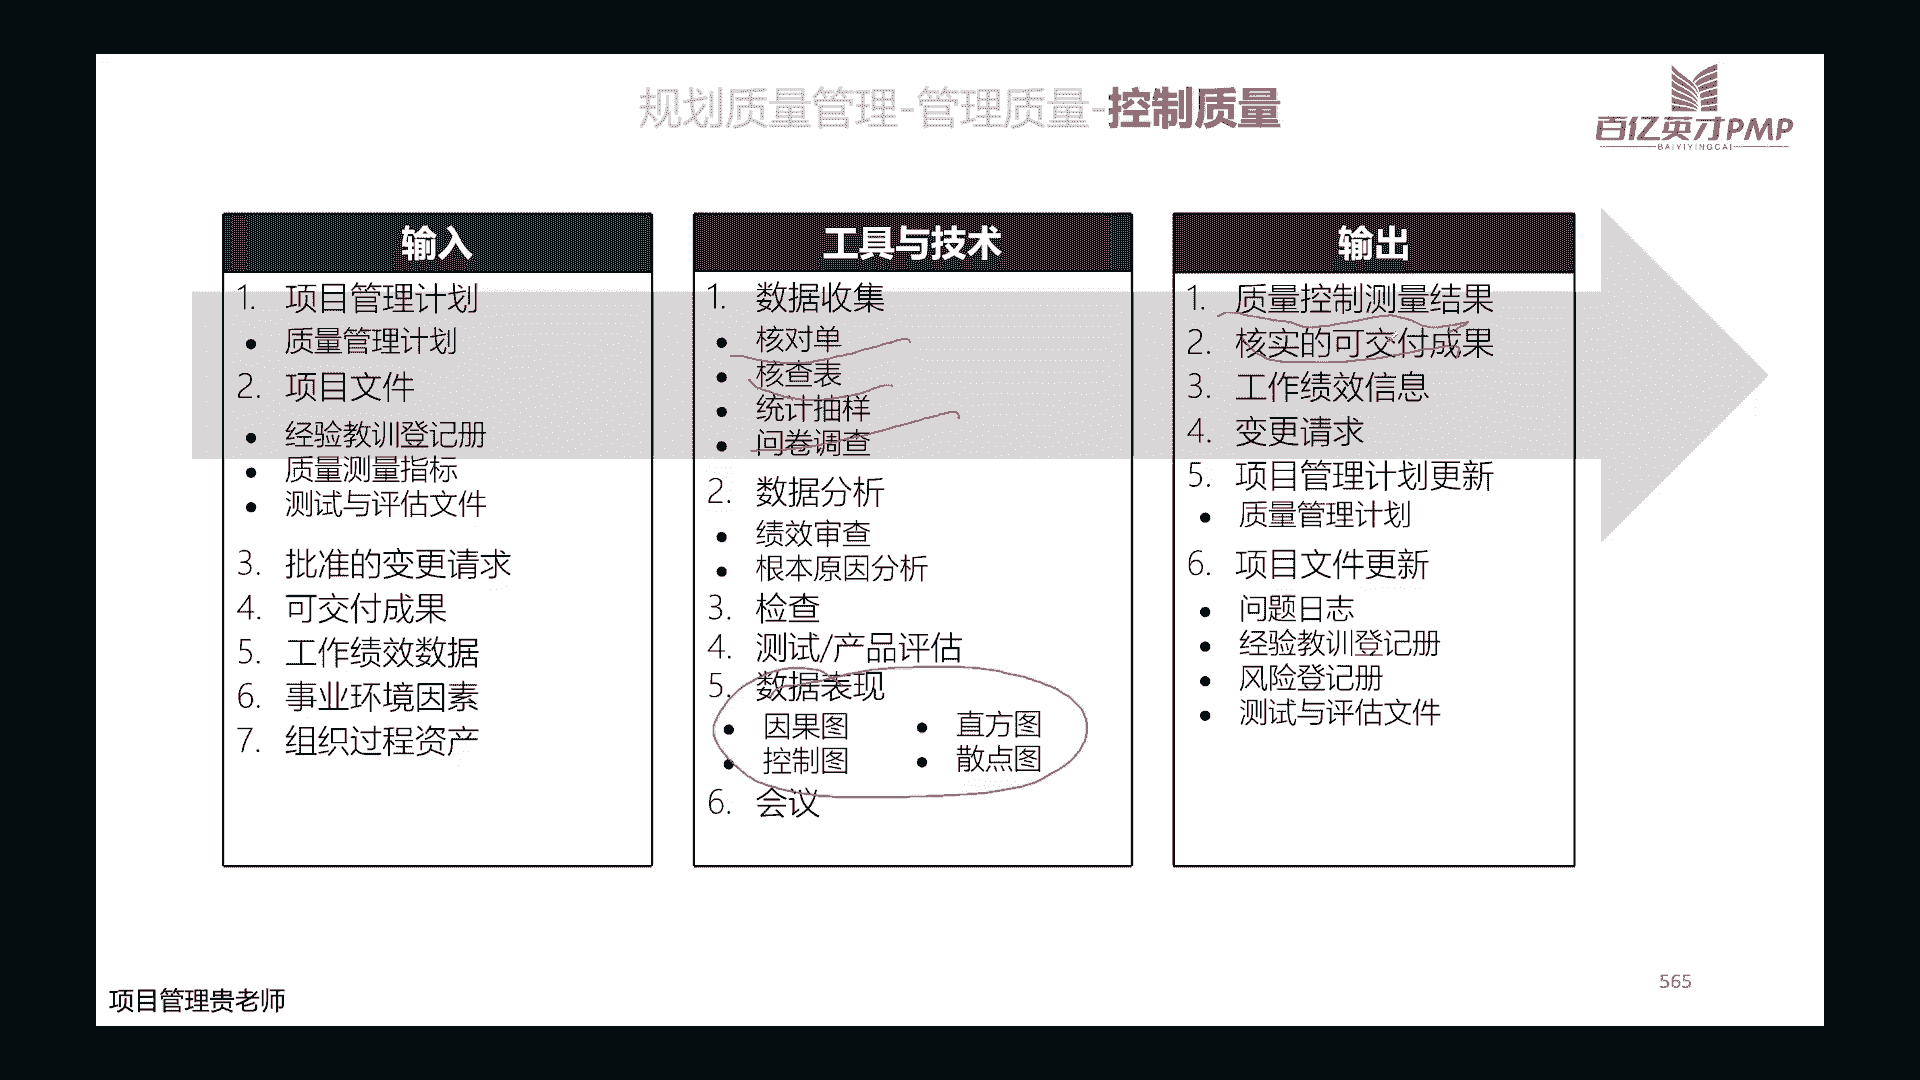 规划质量管理-管理质量-控制质量
百亿英才PMP
BAIYIYINGCAI
输入
1. 项目管理计划
• 质量管理计划
2. 项目文件
• 经验教训登记册
• 质量测量指标
• 测试与评估文件
3. 批准的变更请求
4. 可交付成果
5. 工作绩效数据
6. 事业环境因素
7. 组织过程资产
工具与技术
1. 数据收集
• 核对单
• 核查表
• 统计抽样
• 问卷调查
2. 数据分析
• 绩效审查
• 根本原因分析
3. 检查
4. 测试/产品评估
5. 数据表现
• 因果图 • 直方图
• 控制图 • 散点图
6. 会议
输出
1. 质量控制测量结果
2. 核实的可交付成果
3. 工作绩效信息
4. 变更请求
5. 项目管理计划更新
• 质量管理计划
6. 项目文件更新
• 问题日志
• 经验教训登记册
• 风险登记册
• 测试与评估文件
565
项目管理贵老师